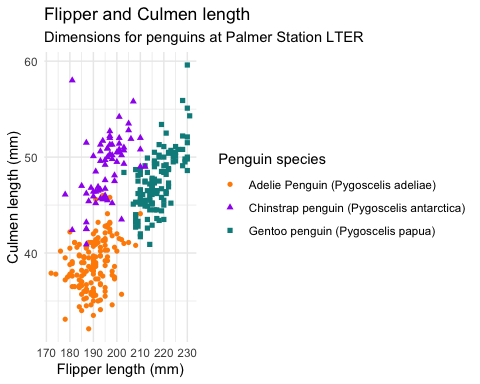 Flipper and Culmen length
Dimensions for penguins at Palmer Station LTER
60
50
40
Culmen length (mm)
170 180 190 200 210 220 230
Flipper length (mm)
Penguin species
Adelie Penguin (Pygoscelis adeliae)
Chinstrap penguin (Pygoscelis antarctica)
Gentoo penguin (Pygoscelis papua)